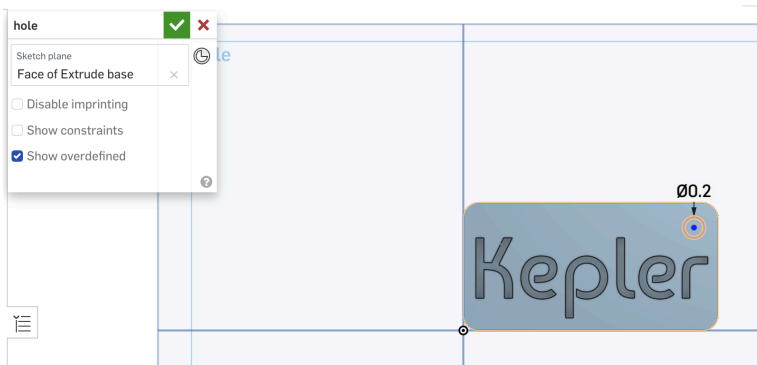 hole
Sketch plane
Face of Extrude base
Disable imprinting
Show constraints
Show overdefined
Ø0.2
Kepler